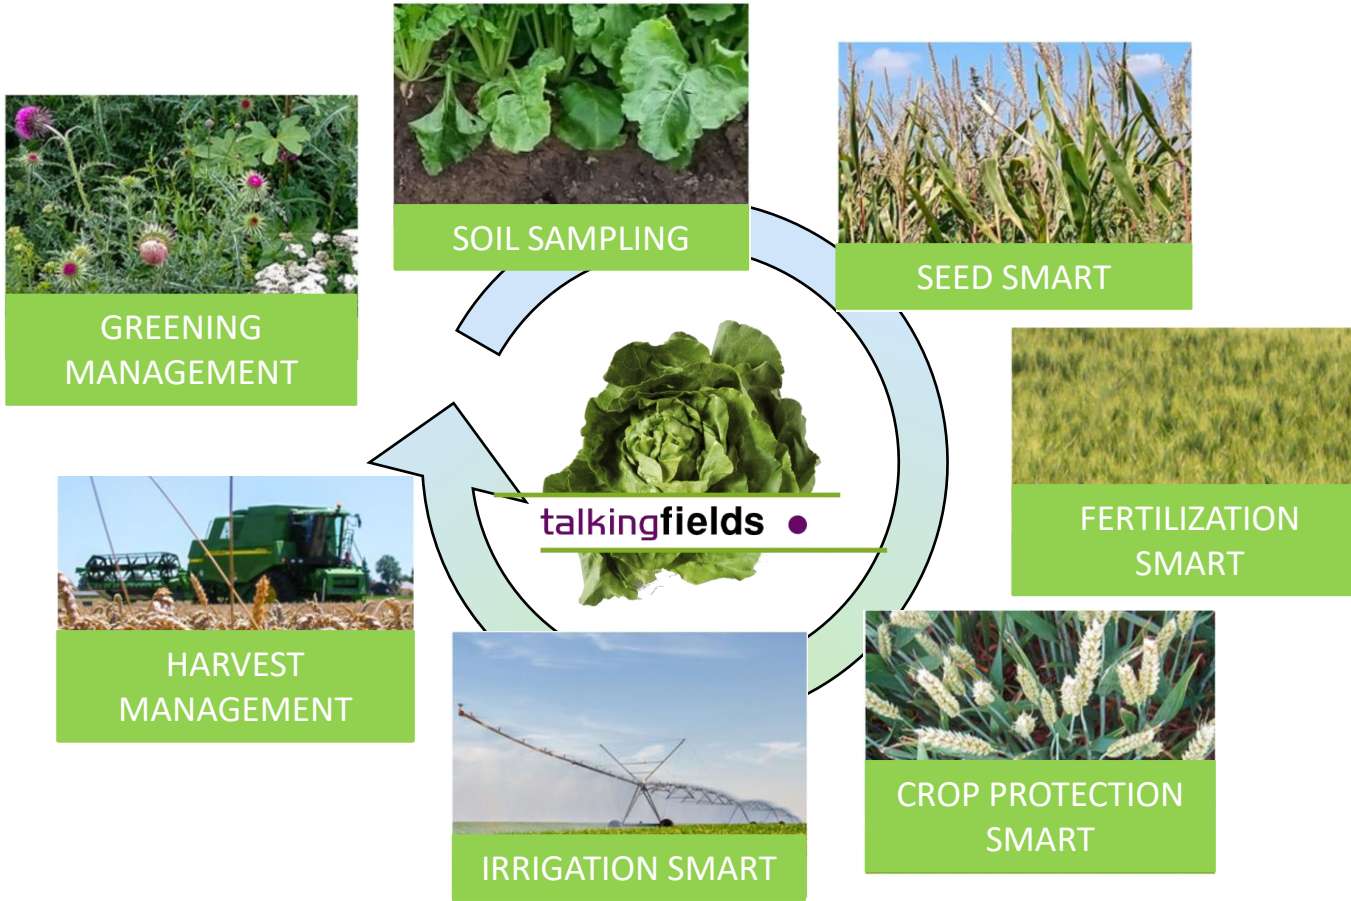 SOIL SAMPLING
SEED SMART
FERTILIZATION
SMART
CROP PROTECTION
SMART
IRRIGATION SMART
HARVEST
MANAGEMENT
GREENING
MANAGEMENT
talkingfields